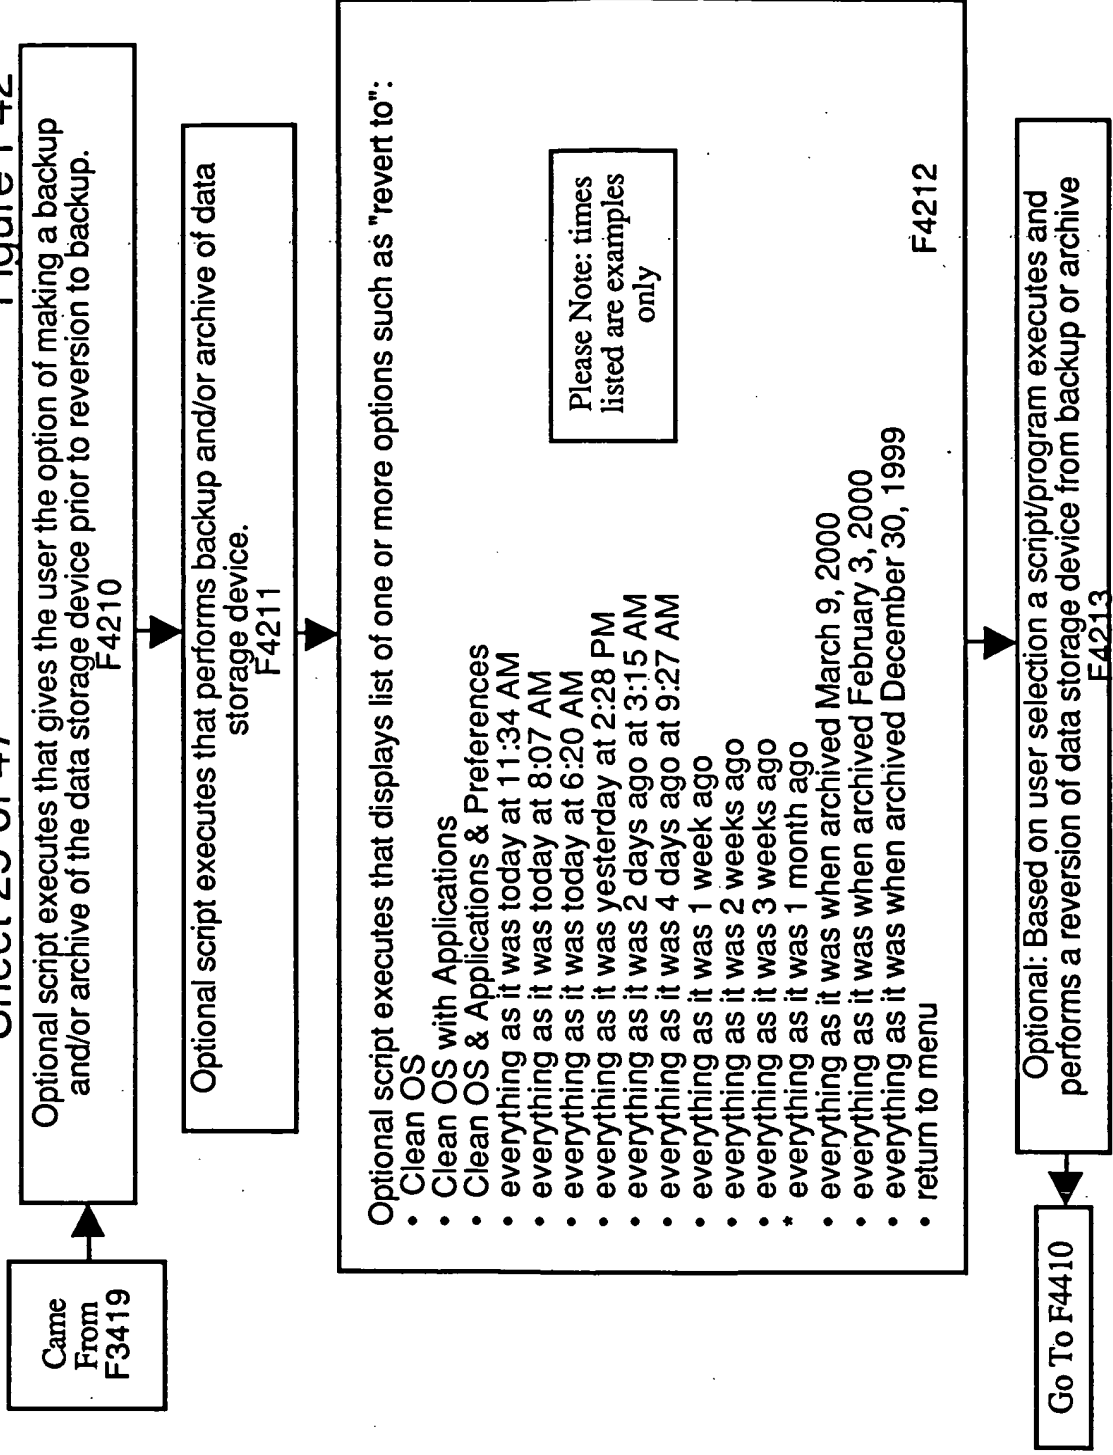 Figure F42
Came
From
F3419
Optional script executes that gives the user the option of making a backup
and/or archive of the data storage device prior to reversion to backup.
F4210
Optional script executes that performs backup and/or archive of data
storage device.
F4211
Optional script executes that displays list of one or more options such as "revert to":
• Clean OS
• Clean OS with Applications
• Clean OS & Applications & Preferences
• everything as it was today at 11:34 AM
• everything as it was today at 8:07 AM
• everything as it was today at 6:20 AM
• everything as it was yesterday at 2:28 PM
• everything as it was 2 days ago at 3:15 AM
• everything as it was 4 days ago at 9:27 AM
• everything as it was 1 week ago
• everything as it was 2 weeks ago
• everything as it was 3 weeks ago
* everything as it was 1 month ago
• everything as it was when archived March 9, 2000
• everything as it was when archived February 3, 2000
• everything as it was when archived December 30, 1999
• return to menu
Please Note: times
listed are examples
only
F4212
Optional: Based on user selection a script/program executes and
performs a reversion of data storage device from backup or archive
F4213
Go To F4410